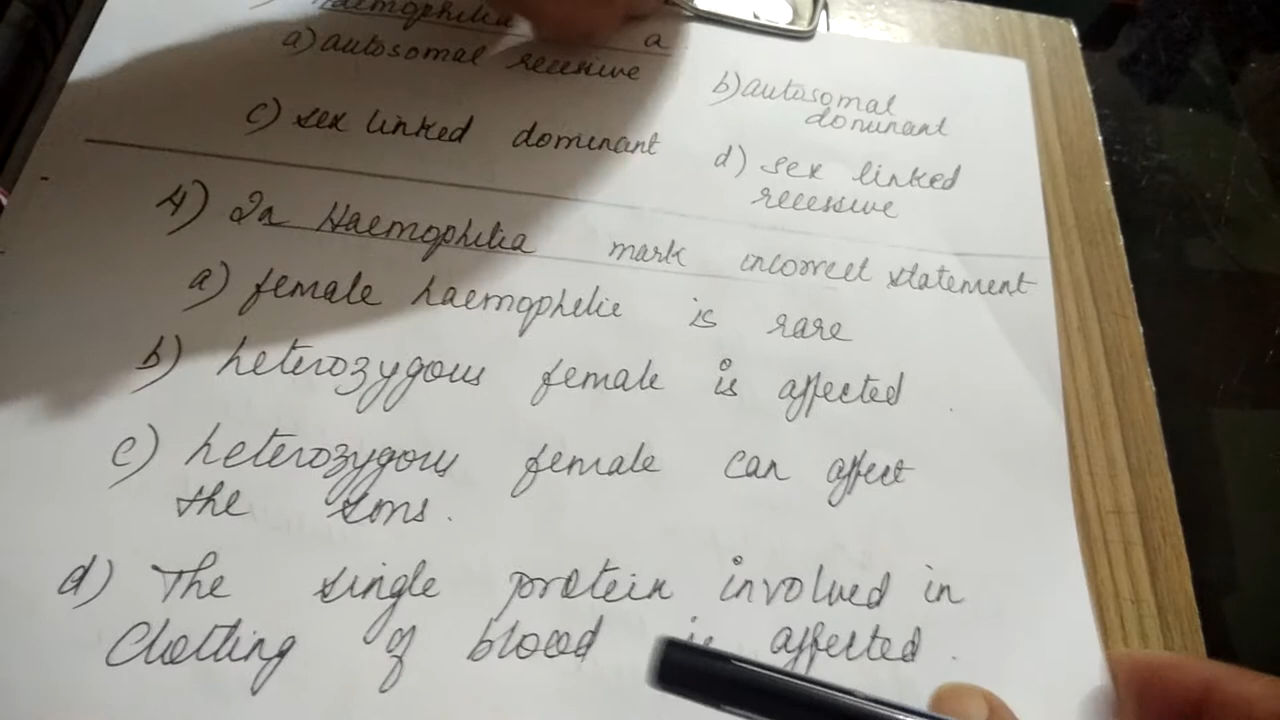 Haemophilia a
a) autosomal recessive
b) autosomal
dominant
c) sex linked dominant
d) sex linked
recessive
4) In Haemophilia mark incorrect statement
a) female haemophelic is rare
b) heterozygous female is affected.
c) heterozygous female can affect
the sons.
d) The single protein involved in
Clotting of blood is affected.